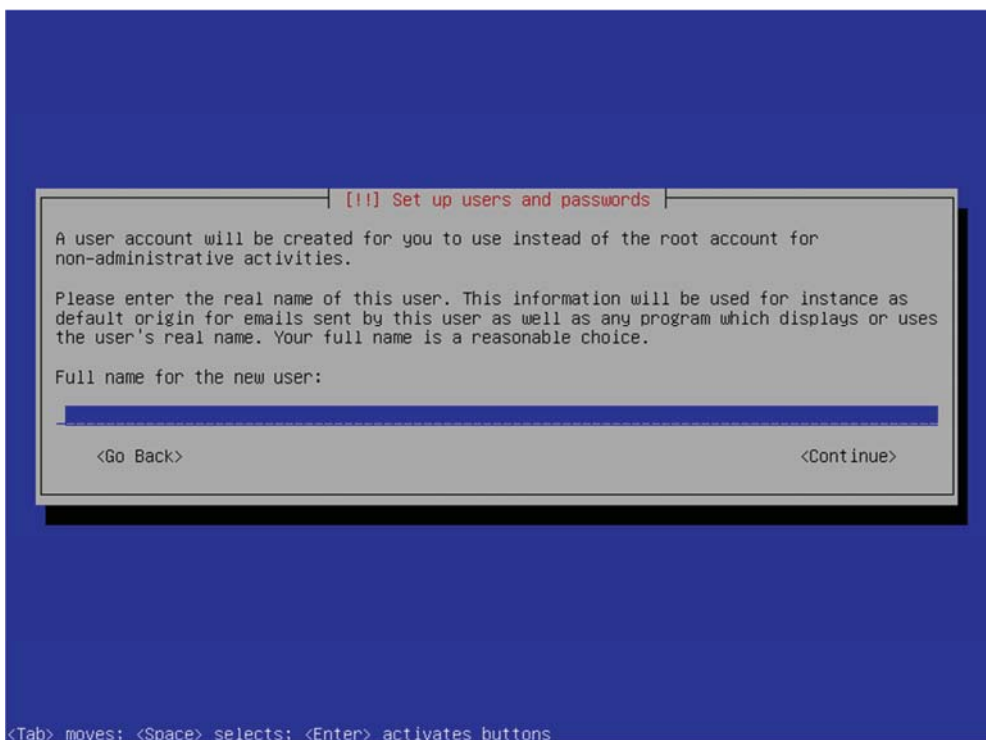 [!!] Set up users and passwords
A user account will be created for you to use instead of the root account for
non-administrative activities.
Please enter the real name of this user. This information will be used for instance as
default origin for emails sent by this user as well as any program which displays or uses
the user's real name. Your full name is a reasonable choice.
Full name for the new user:
<Go Back> <Continue>
<Tab> moves; <Space> selects; <Enter> activates buttons